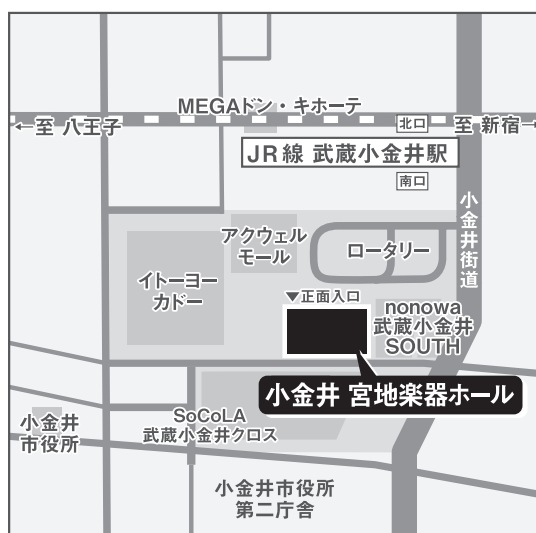 MEGAドン・キホーテ
←至 八王子
北口
至 新宿→
JR線 武蔵小金井駅
南口
小金井街道
アクウェル
モール
ロータリー
イトーヨー
カドー
▼正面入口
nonowa
武蔵小金井
SOUTH
小金井 宮地楽器ホール
SoCoLA
武蔵小金井クロス
小金井
市役所
小金井市役所
第二庁舎